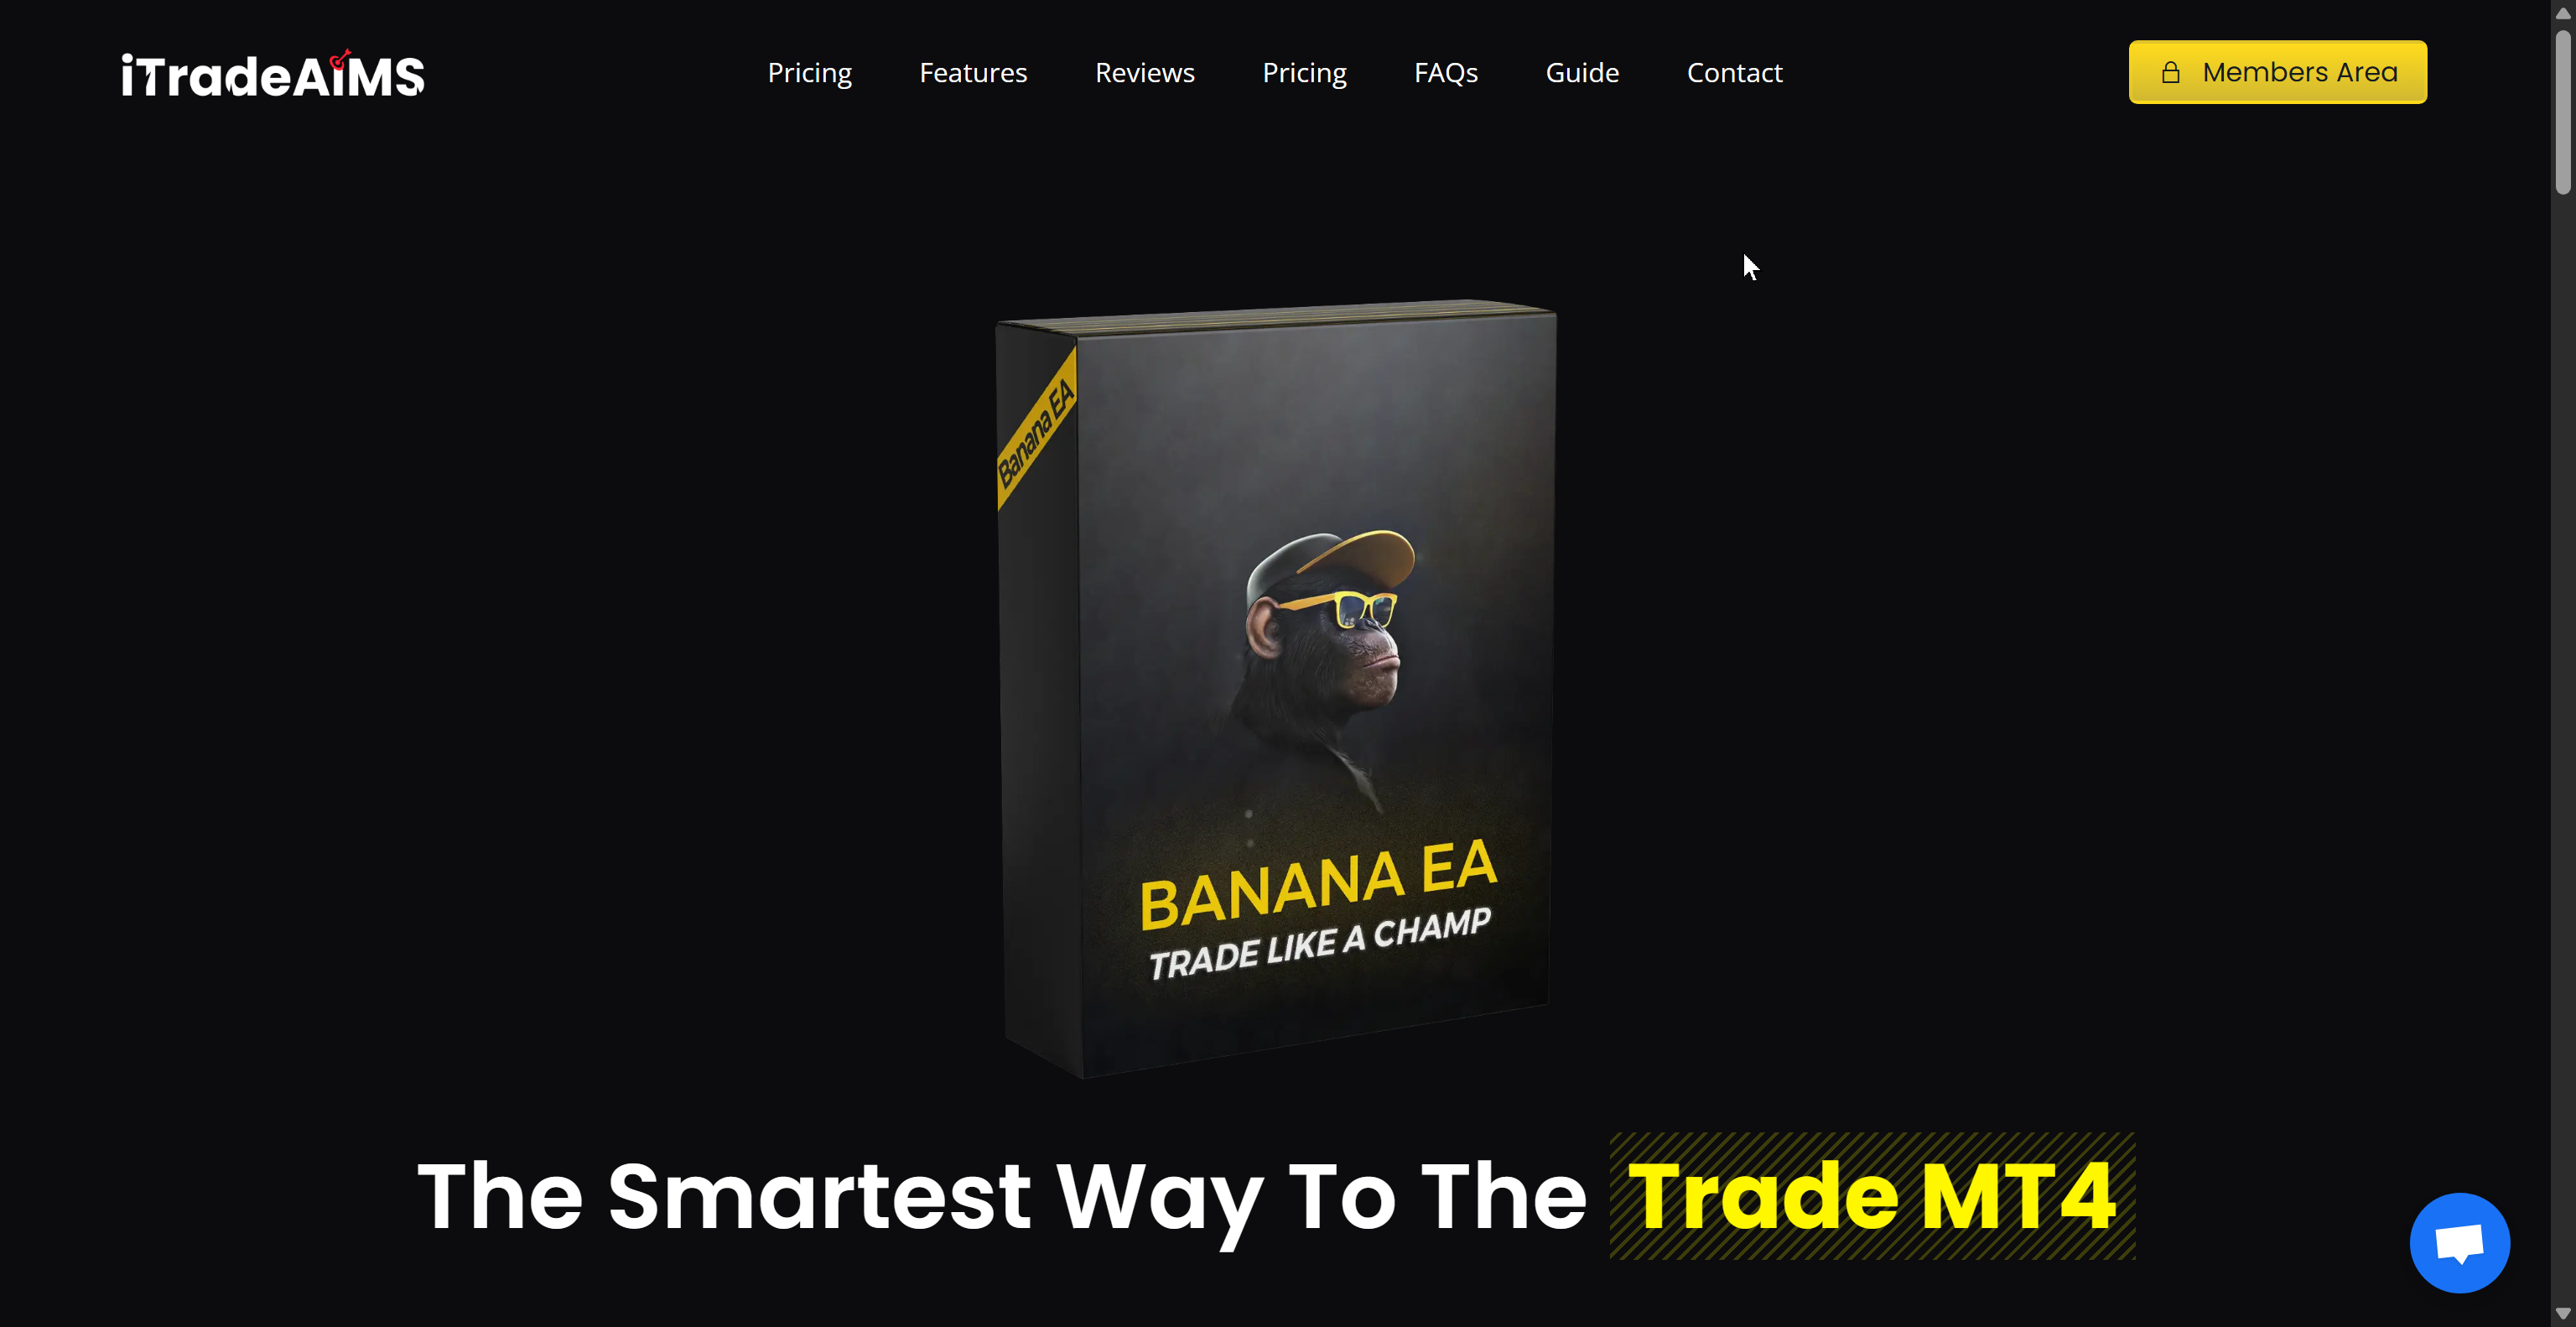 iTradeAiMS
Pricing Features Reviews Pricing FAQs Guide Contact
Members Area
Banana EA
BANANA EA
TRADE LIKE A CHAMP
The Smartest Way To The Trade MT4